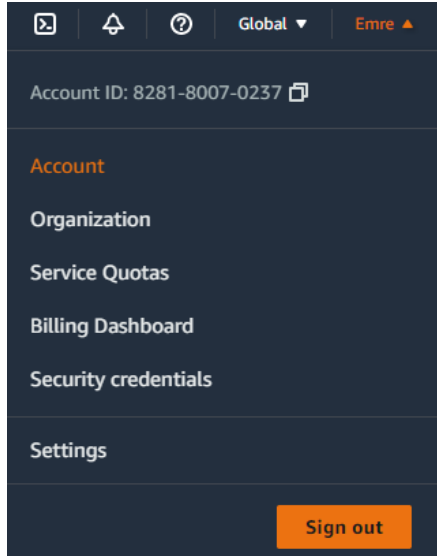 Global Emre
Account ID: 8281-8007-0237
Account
Organization
Service Quotas
Billing Dashboard
Security credentials
Settings
Sign out